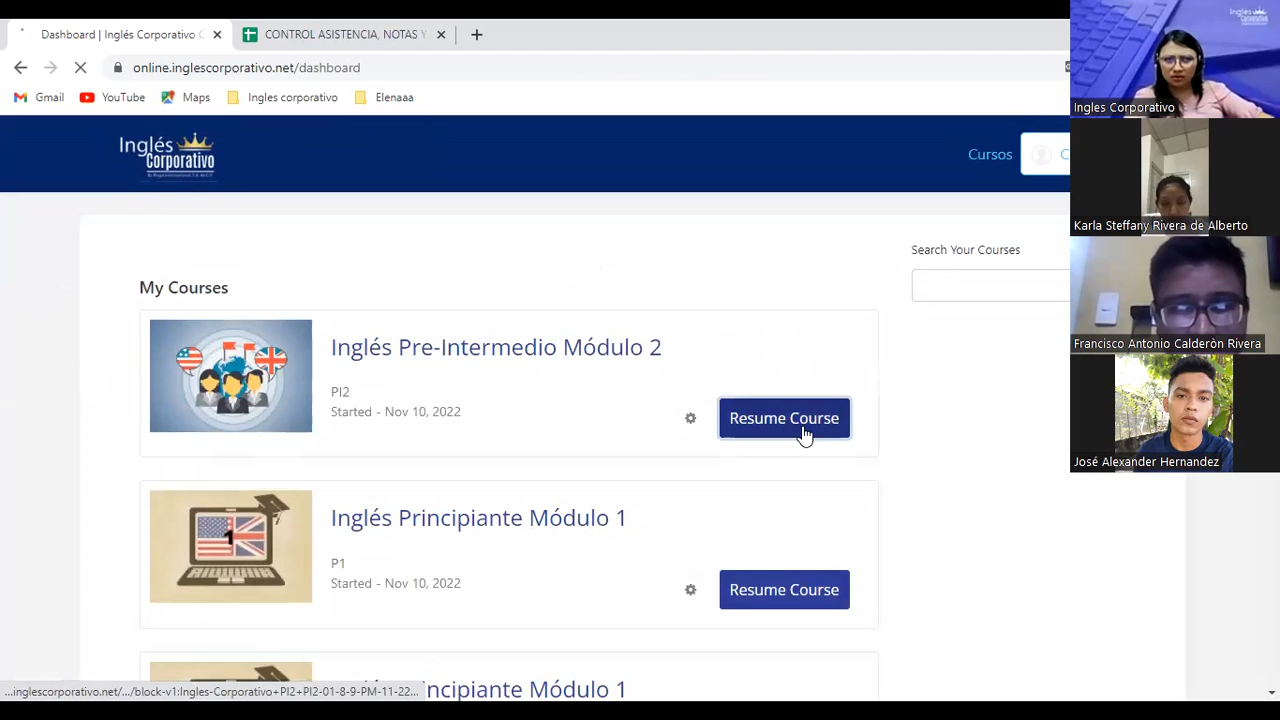 Dashboard | Inglés Corporativo
CONTROL ASISTENCIA, NOTAS Y
online.inglescorporativo.net/dashboard
Gmail
YouTube
Maps
Ingles corporativo
Elenaaa
Inglés
Corporativo
Cursos
Search Your Courses
My Courses
Inglés Pre-Intermedio Módulo 2
PI2
Started - Nov 10, 2022
Resume Course
1
Inglés Principiante Módulo 1
P1
Started - Nov 10, 2022
Resume Course
ncipiante Módulo 1
...inglescorporativo.net/.../block-v1:Ingles-Corporativo+PI2+PI2-01-8-9-PM-11-22...
Inglés
Corporativo
Ingles Corporativo
Karla Steffany Rivera de Alberto
Francisco Antonio Calderòn Rivera
José Alexander Hernandez